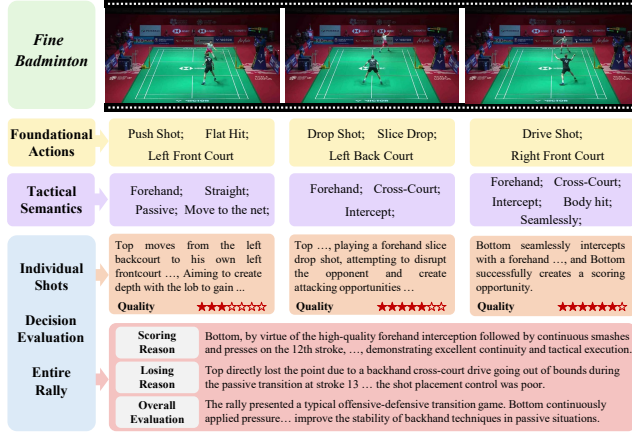 Fine
Badminton
Foundational
Actions
Push Shot; Flat Hit;
Left Front Court
Drop Shot; Slice Drop;
Left Back Court
Drive Shot;
Right Front Court
Tactical
Semantics
Forehand; Straight;
Passive; Move to the net;
Forehand; Cross-Court;
Intercept;
Forehand; Cross-Court;
Intercept; Body hit;
Seamlessly;
Individual
Shots
Top moves from the left
backcourt to his own left
frontcourt …, Aiming to create
depth with the lob to gain ...
Quality
Top …, playing a forehand slice
drop shot, attempting to disrupt
the opponent and create
attacking opportunities …
Quality
Bottom seamlessly intercepts
with a forehand …, and Bottom
successfully creates a scoring
opportunity.
Quality
Decision
Evaluation
Entire
Rally
Scoring
Reason
Bottom, by virtue of the high-quality forehand interception followed by continuous smashes
and presses on the 12th stroke, …, demonstrating excellent continuity and tactical execution.
Losing
Reason
Top directly lost the point due to a backhand cross-court drive going out of bounds during
the passive transition at stroke 13 … the shot placement control was poor.
Overall
Evaluation
The rally presented a typical offensive-defensive transition game. Bottom continuously
applied pressure… improve the stability of backhand techniques in passive situations.